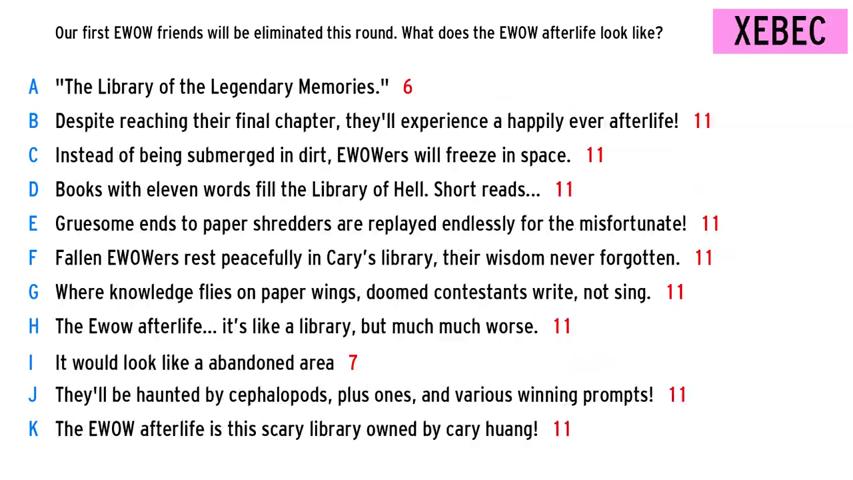 Our first EWOW friends will be eliminated this round. What does the EWOW afterlife look like?
XEBEC
A "The Library of the Legendary Memories." 6
B Despite reaching their final chapter, they'll experience a happily ever afterlife! 11
C Instead of being submerged in dirt, EWOWers will freeze in space. 11
D Books with eleven words fill the Library of Hell. Short reads... 11
E Gruesome ends to paper shredders are replayed endlessly for the misfortunate! 11
F Fallen EWOWers rest peacefully in Cary’s library, their wisdom never forgotten. 11
G Where knowledge flies on paper wings, doomed contestants write, not sing. 11
H The Ewow afterlife... it’s like a library, but much much worse. 11
I It would look like a abandoned area 7
J They'll be haunted by cephalopods, plus ones, and various winning prompts! 11
K The EWOW afterlife is this scary library owned by cary huang! 11